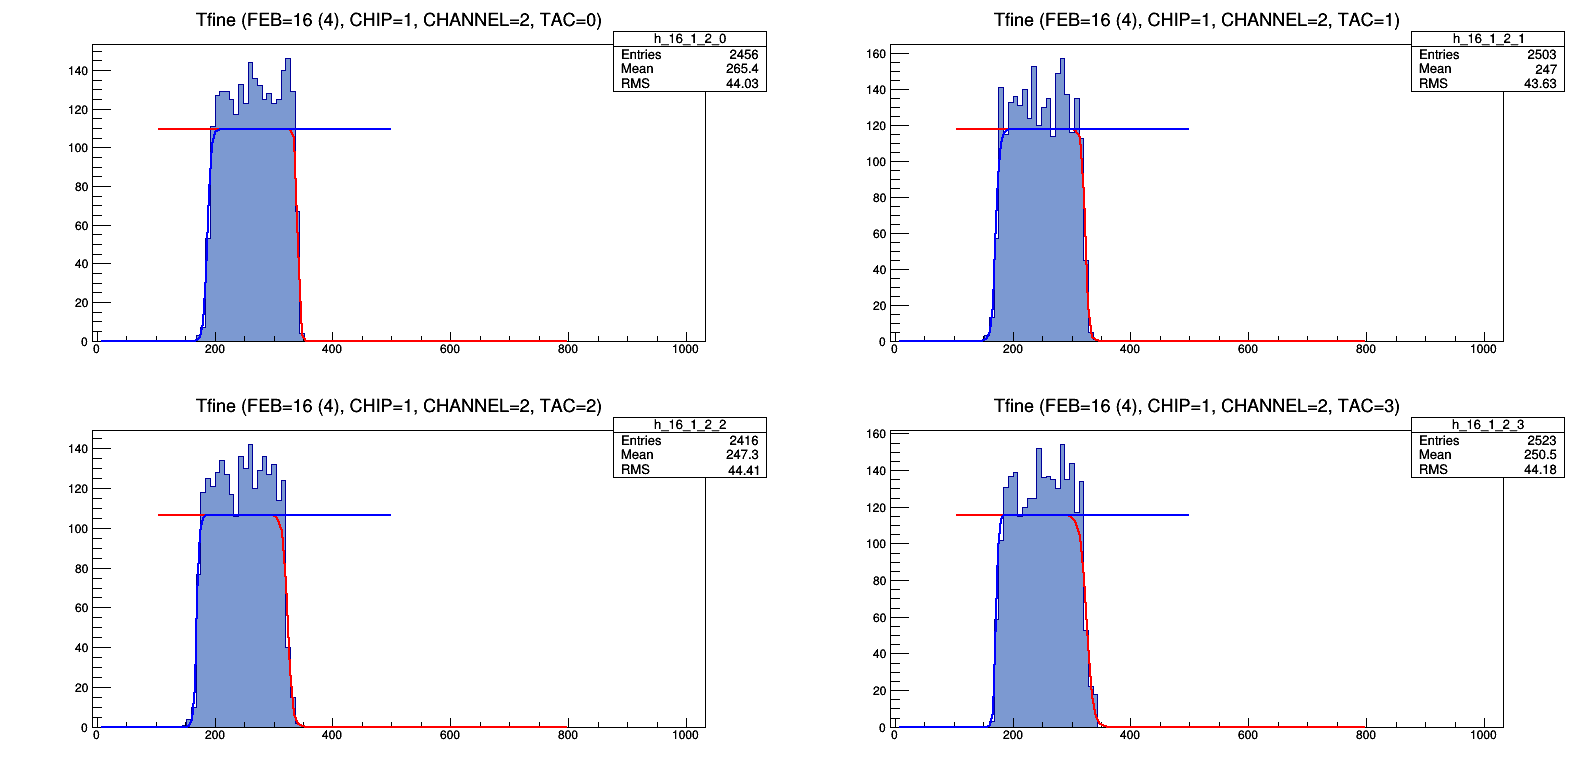 Tfine (FEB=16 (4), CHIP=1, CHANNEL=2, TAC=0)
h_16_1_2_0
Entries 2456
Mean 265.4
RMS 44.03
140
120
100
80
60
40
20
0
0 200 400 600 800 1000
Tfine (FEB=16 (4), CHIP=1, CHANNEL=2, TAC=1)
h_16_1_2_1
Entries 2503
Mean 247
RMS 43.63
160
140
120
100
80
60
40
20
0
0 200 400 600 800 1000
Tfine (FEB=16 (4), CHIP=1, CHANNEL=2, TAC=2)
h_16_1_2_2
Entries 2416
Mean 247.3
RMS 44.41
140
120
100
80
60
40
20
0
0 200 400 600 800 1000
Tfine (FEB=16 (4), CHIP=1, CHANNEL=2, TAC=3)
h_16_1_2_3
Entries 2523
Mean 250.5
RMS 44.18
160
140
120
100
80
60
40
20
0
0 200 400 600 800 1000